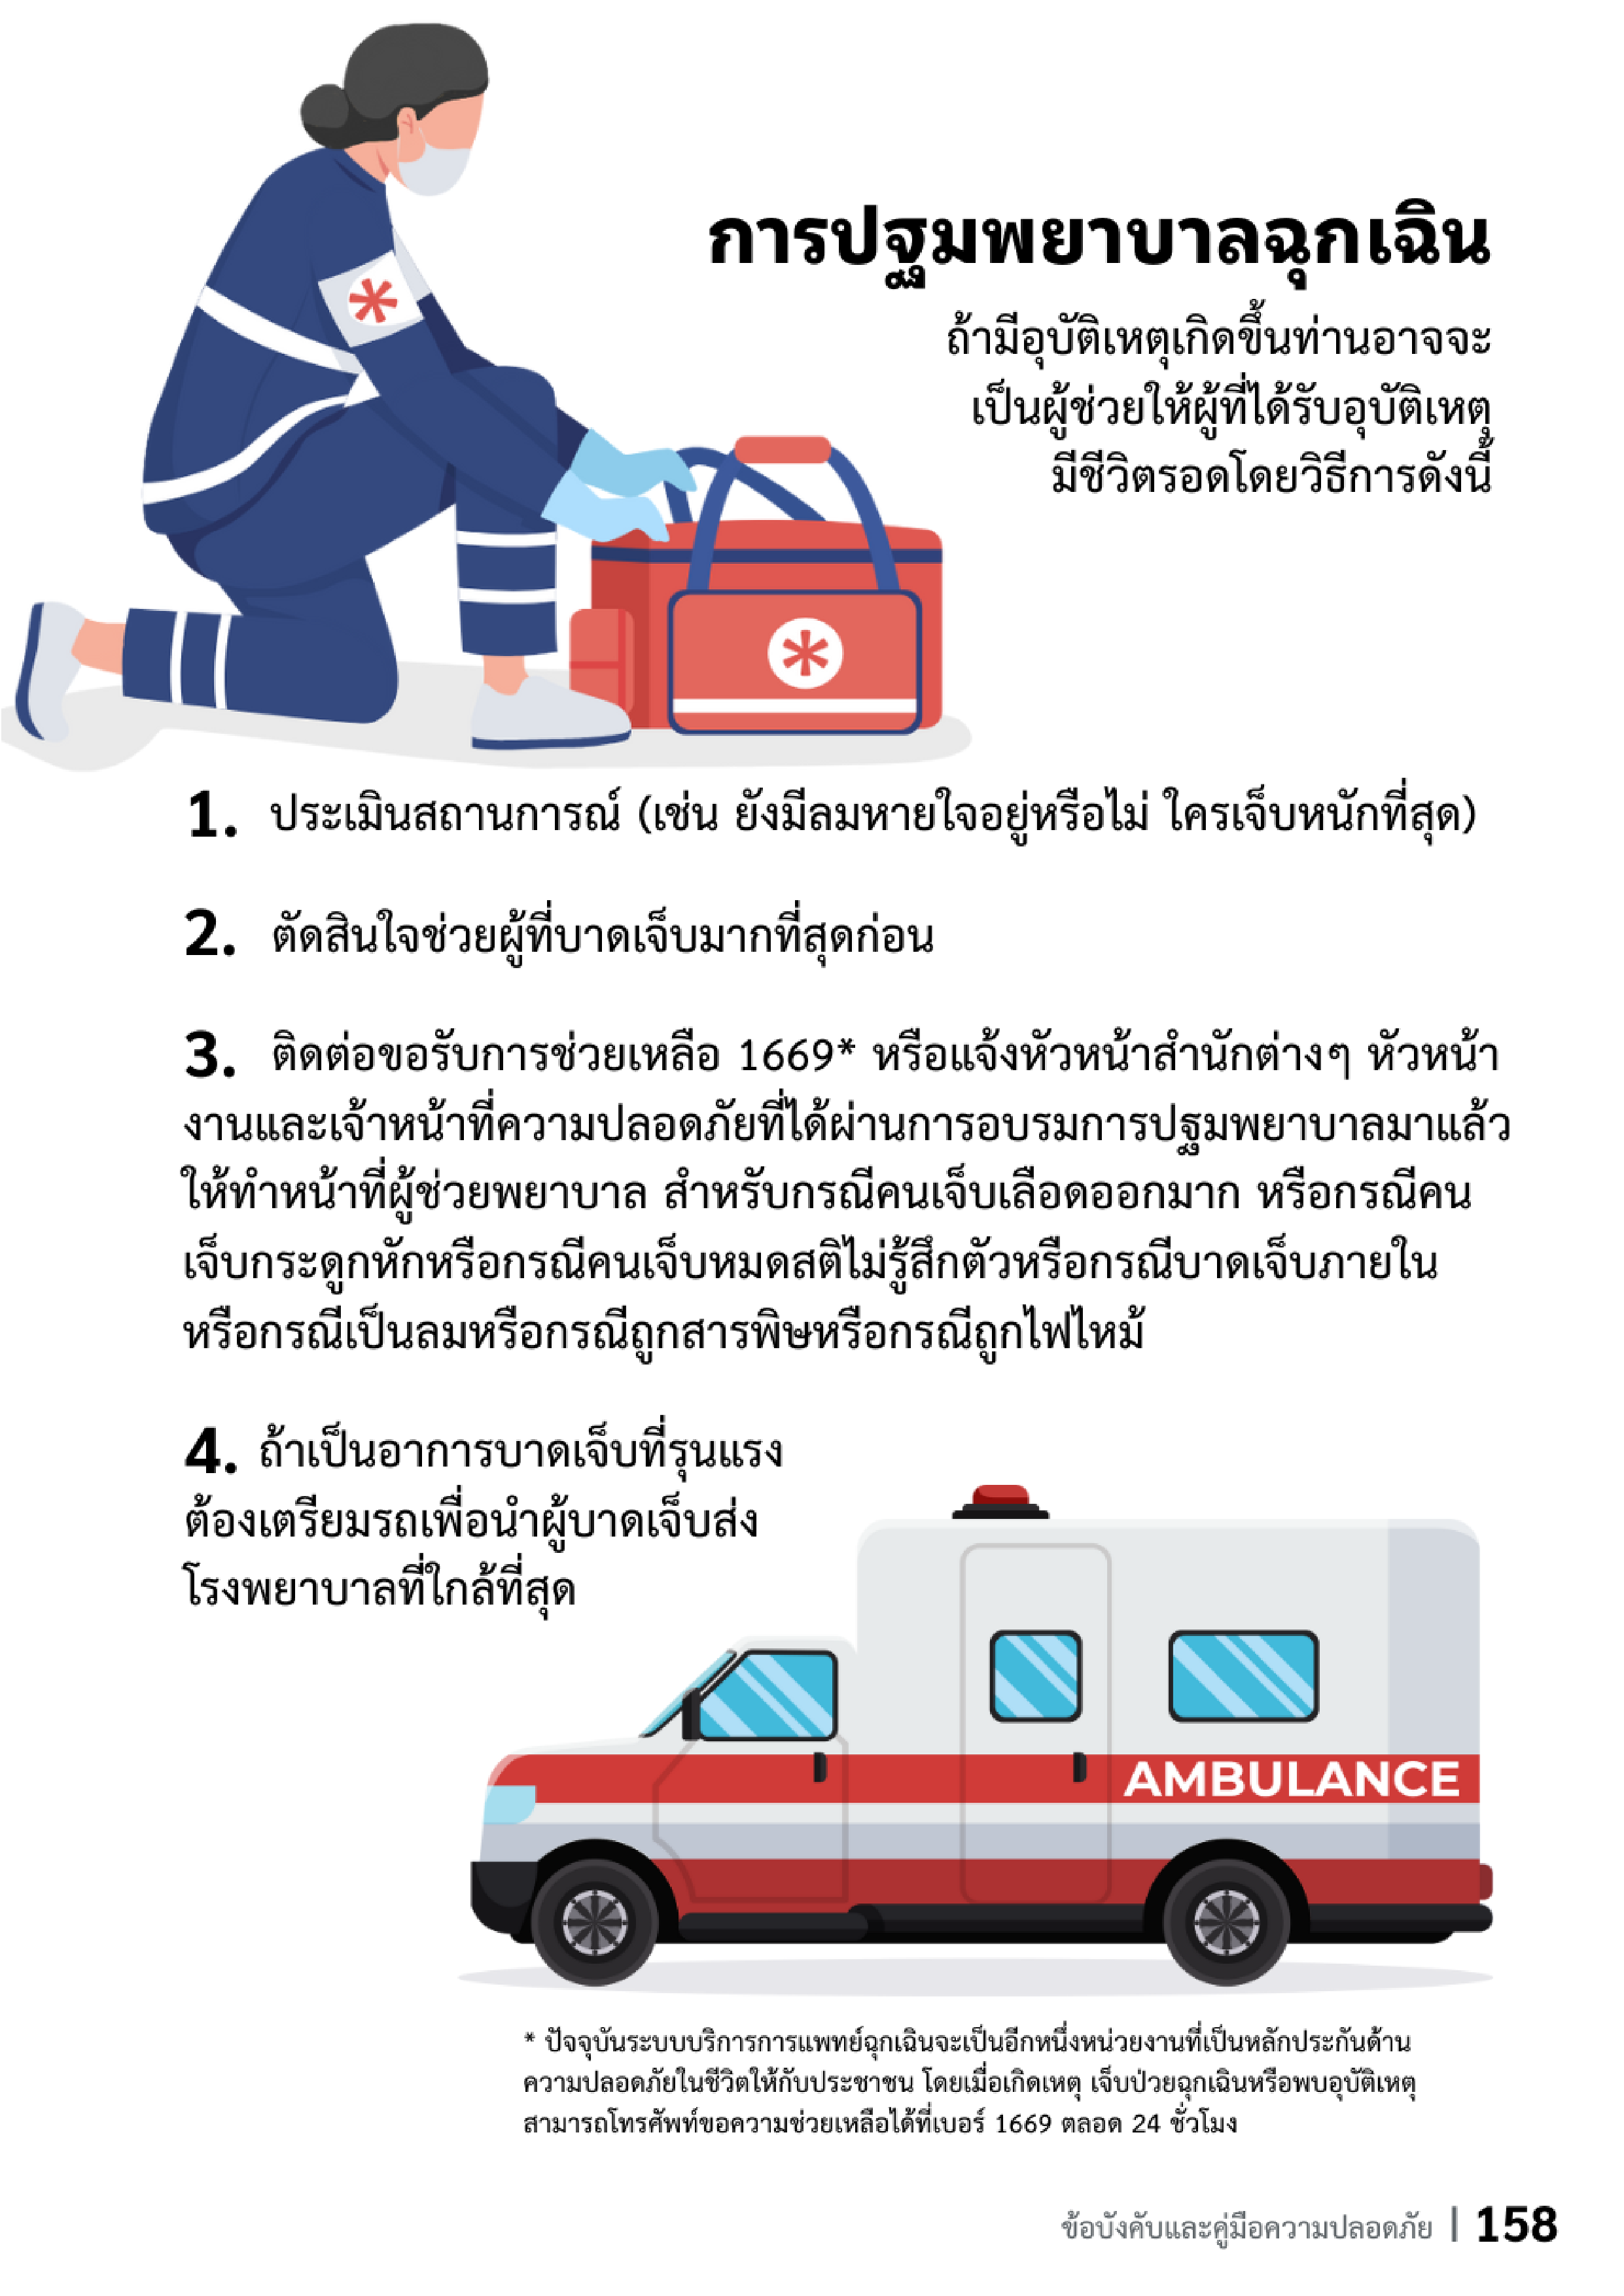 การปฐมพยาบาลฉุกเฉิน
ถ้ามีอุบัติเหตุเกิดขึ้นท่านอาจจะ
เป็นผู้ช่วยให้ผู้ที่ได้รับอุบัติเหตุ
มีชีวิตรอดโดยวิธีการดังนี้
1. ประเมินสถานการณ์ (เช่น ยังมีลมหายใจอยู่หรือไม่ ใครเจ็บหนักที่สุด)
2. ตัดสินใจช่วยผู้ที่บาดเจ็บมากที่สุดก่อน
3. ติดต่อขอรับการช่วยเหลือ 1669* หรือแจ้งหัวหน้าสำนักต่างๆ หัวหน้า
งานและเจ้าหน้าที่ความปลอดภัยที่ได้ผ่านการอบรมการปฐมพยาบาลมาแล้ว
ให้ทำหน้าที่ผู้ช่วยพยาบาล สำหรับกรณีคนเจ็บเลือดออกมาก หรือกรณีคน
เจ็บกระดูกหักหรือกรณีคนเจ็บหมดสติไม่รู้สึกตัวหรือกรณีบาดเจ็บภายใน
หรือกรณีเป็นลมหรือกรณีถูกสารพิษหรือกรณีถูกไฟไหม้
4. ถ้าเป็นอาการบาดเจ็บที่รุนแรง
ต้องเตรียมรถเพื่อนำผู้บาดเจ็บส่ง
โรงพยาบาลที่ใกล้ที่สุด
AMBULANCE
* ปัจจุบันระบบบริการการแพทย์ฉุกเฉินจะเป็นอีกหนึ่งหน่วยงานที่เป็นหลักประกันด้าน
ความปลอดภัยในชีวิตให้กับประชาชน โดยเมื่อเกิดเหตุ เจ็บป่วยฉุกเฉินหรือพบอุบัติเหตุ
สามารถโทรศัพท์ขอความช่วยเหลือได้ที่เบอร์ 1669 ตลอด 24 ชั่วโมง
ข้อบังคับและคู่มือความปลอดภัย | 158